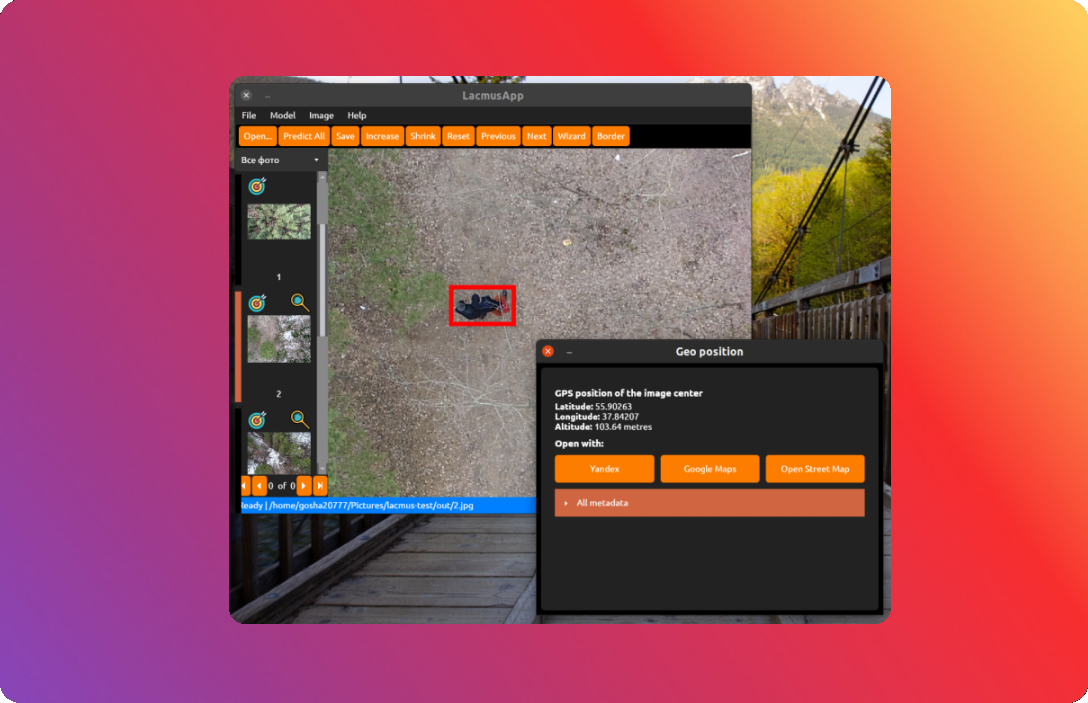 LacmusApp
File Model Image Help
Open... Predict All Save Increase Shrink Reset Previous Next Wizard Border
Все фото
1
2
0 of 0
Ready | /home/gosha20777/Pictures/lacmus-test/out/2.jpg
Geo position
GPS position of the image center
Latitude: 55.90263
Longitude: 37.84207
Altitude: 103.64 metres
Open with:
Yandex Google Maps Open Street Map
All metadata